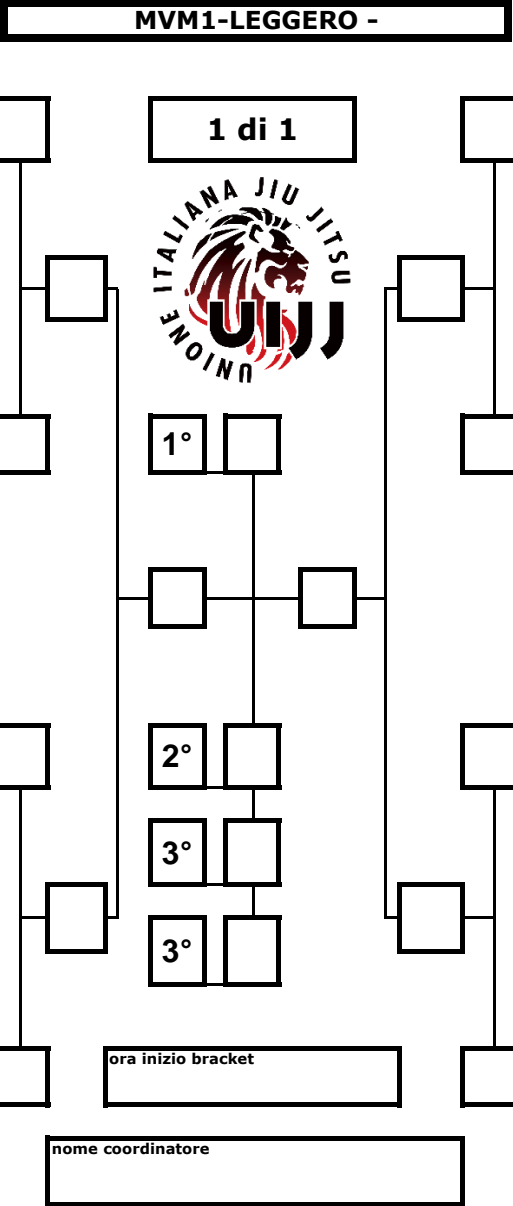 MVM1-LEGGERO -
1 di 1
UNIONE ITALIANA JIU JITSU
UIJJ
1°
2°
3°
3°
ora inizio bracket
nome coordinatore